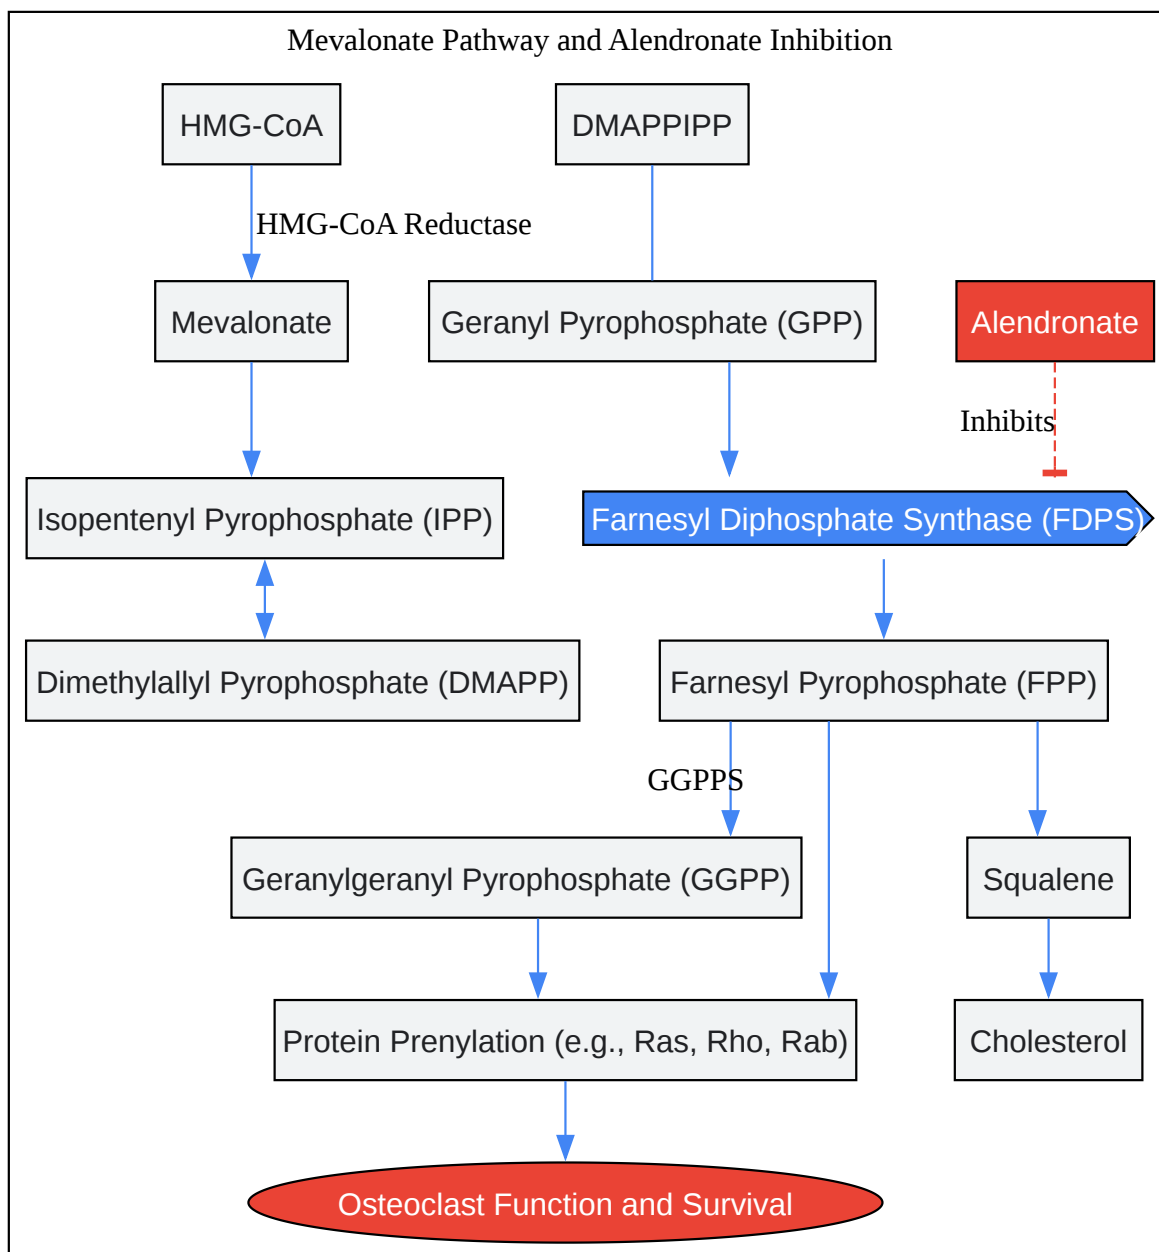 Mevalonate Pathway and Alendronate Inhibition
HMG-CoA
DMAPPIPP
HMG-CoA Reductase
Mevalonate
Geranyl Pyrophosphate (GPP)
Alendronate
Inhibits
Isopentenyl Pyrophosphate (IPP)
Farnesyl Diphosphate Synthase (FDPS)
Dimethylallyl Pyrophosphate (DMAPP)
Farnesyl Pyrophosphate (FPP)
GGPPS
Geranylgeranyl Pyrophosphate (GGPP)
Squalene
Protein Prenylation (e.g., Ras, Rho, Rab)
Cholesterol
Osteoclast Function and Survival